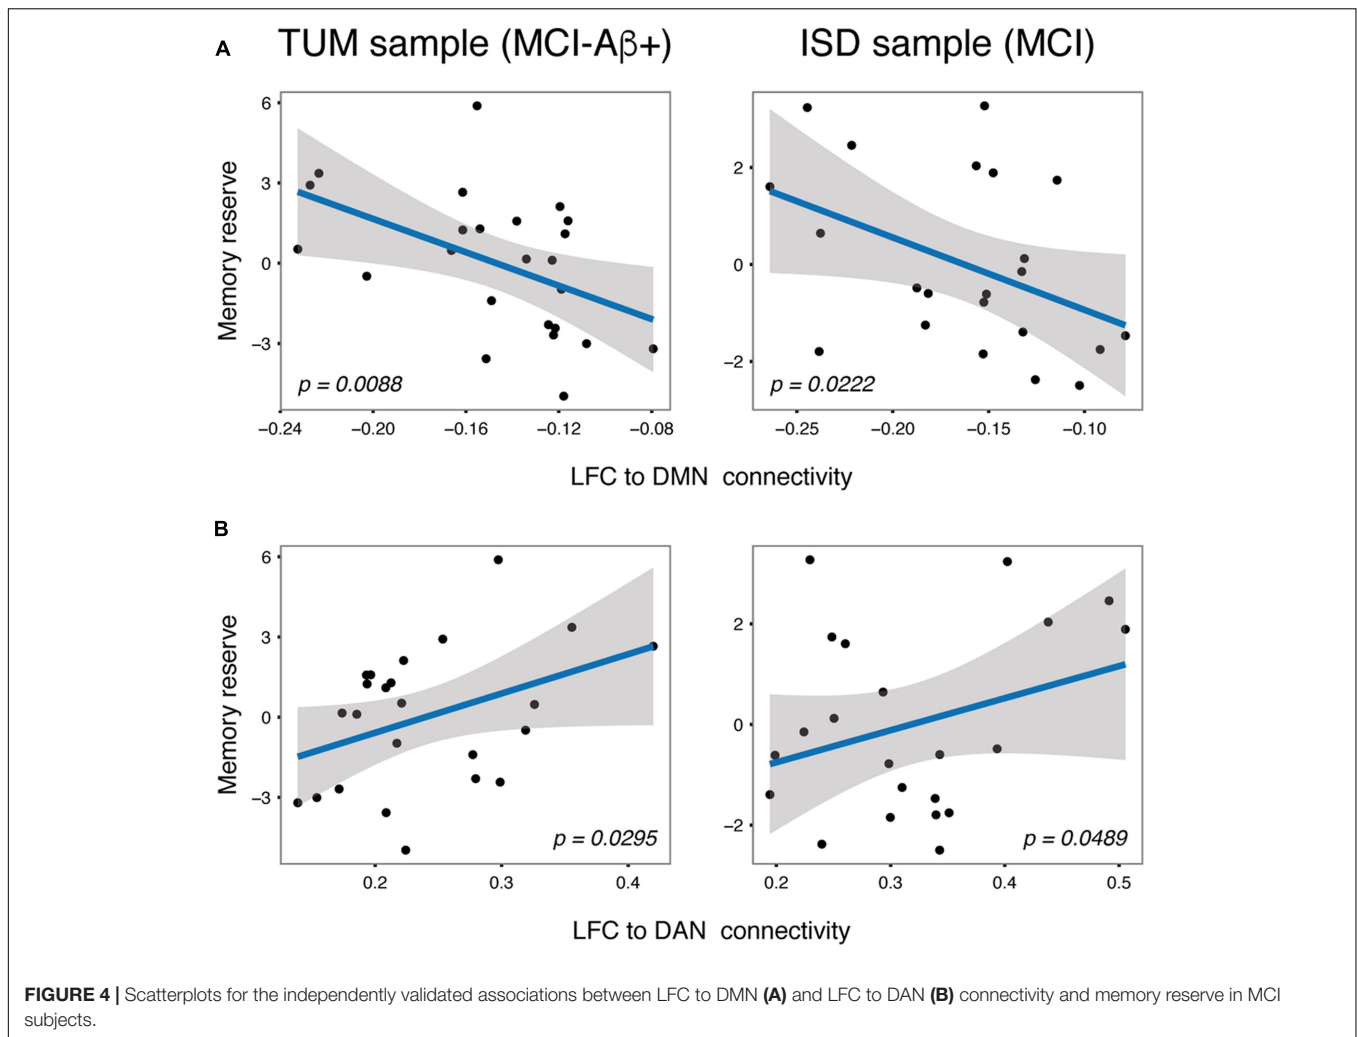 A
TUM sample (MCI-Aβ+)
ISD sample (MCI)
Memory reserve
6
3
0
−3
p = 0.0088
−0.24 −0.20 −0.16 −0.12 −0.08
2
0
−2
p = 0.0222
−0.25 −0.20 −0.15 −0.10
LFC to DMN connectivity
B
Memory reserve
6
3
0
−3
p = 0.0295
0.2 0.3 0.4
2
0
−2
p = 0.0489
0.2 0.3 0.4 0.5
LFC to DAN connectivity
FIGURE 4 | Scatterplots for the independently validated associations between LFC to DMN (A) and LFC to DAN (B) connectivity and memory reserve in MCI
subjects.